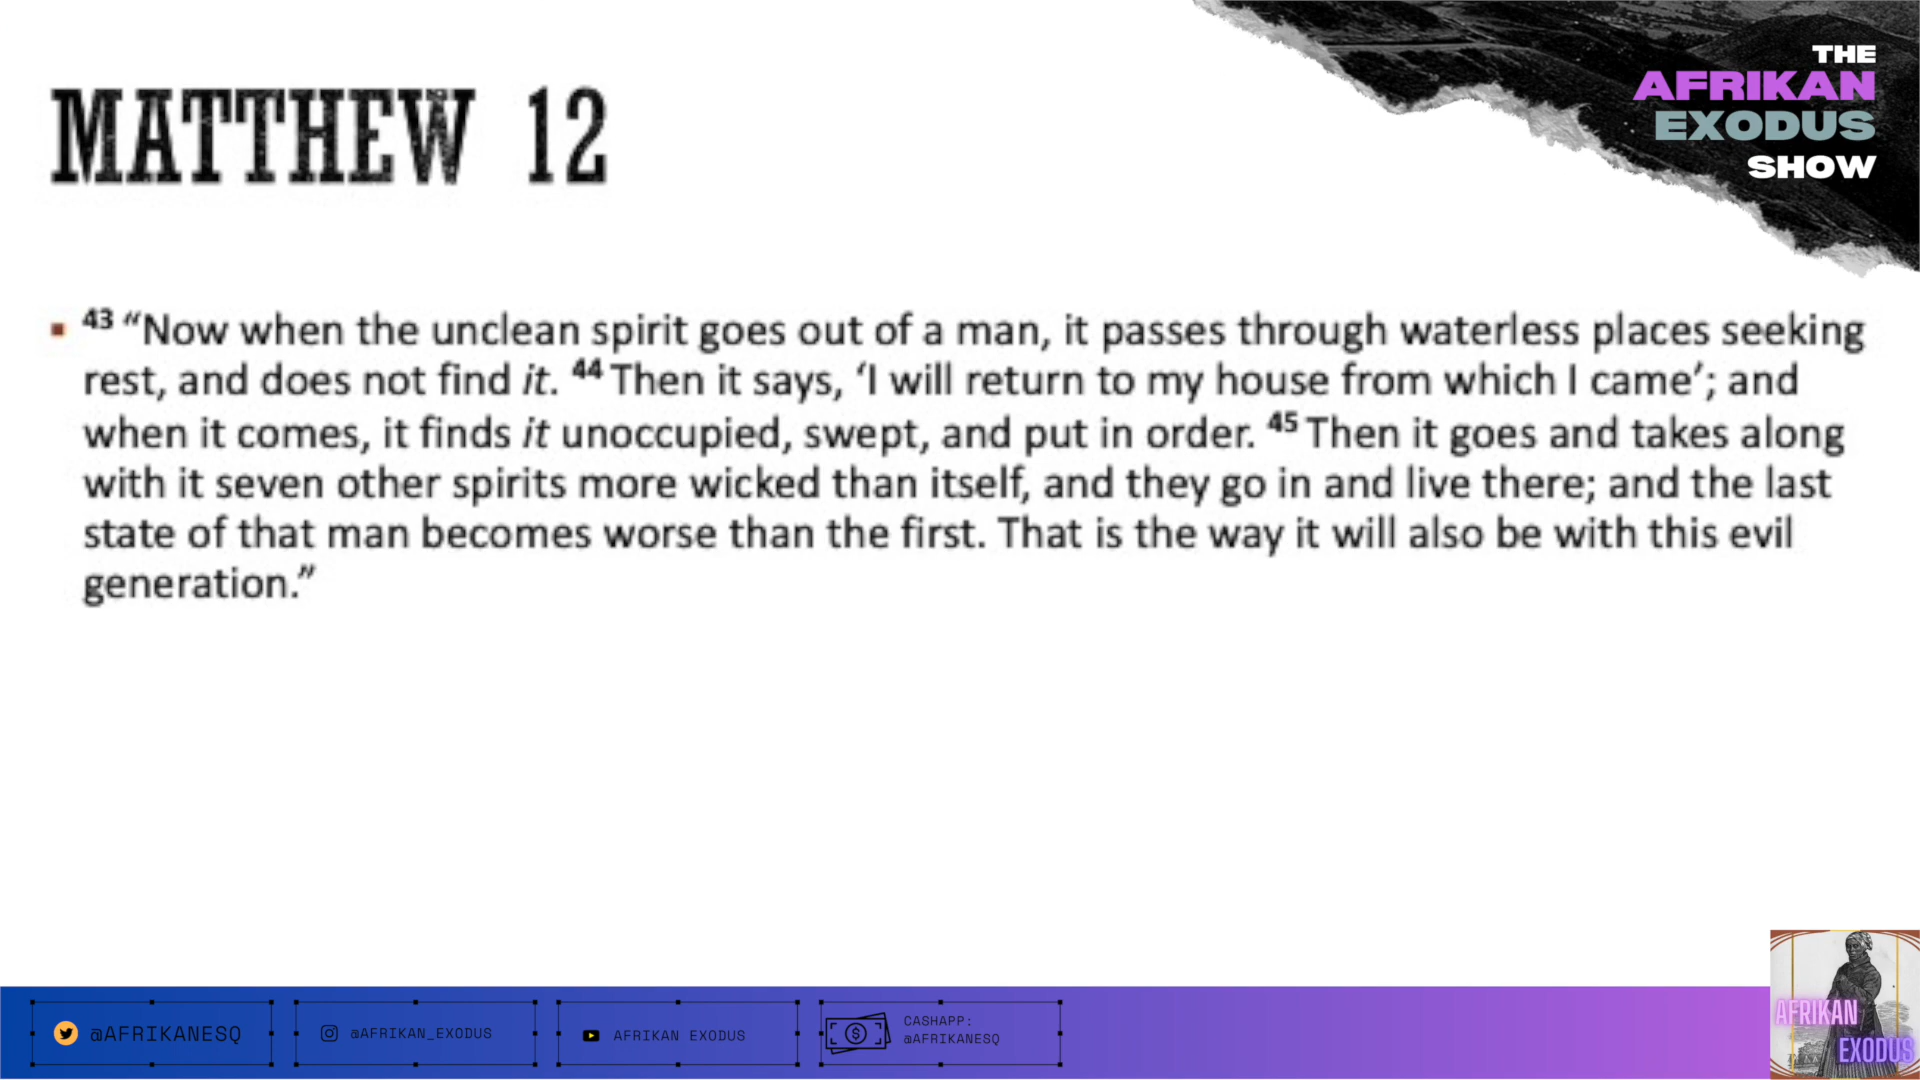 MATTHEW 12
THE
AFRIKAN
EXODUS
SHOW
▪ 43 “Now when the unclean spirit goes out of a man, it passes through waterless places seeking
rest, and does not find it. 44 Then it says, ‘I will return to my house from which I came’; and
when it comes, it finds it unoccupied, swept, and put in order. 45 Then it goes and takes along
with it seven other spirits more wicked than itself, and they go in and live there; and the last
state of that man becomes worse than the first. That is the way it will also be with this evil
generation.”
@AFRIKANESQ
@AFRIKAN_EXODUS
AFRIKAN EXODUS
CASHAPP:
@AFRIKANESQ
AFRIKAN
EXODUS